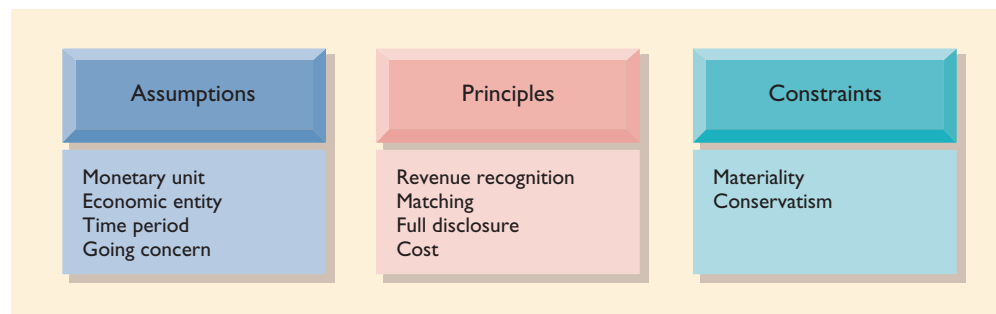 Assumptions
Monetary unit
Economic entity
Time period
Going concern
Principles
Revenue recognition
Matching
Full disclosure
Cost
Constraints
Materiality
Conservatism